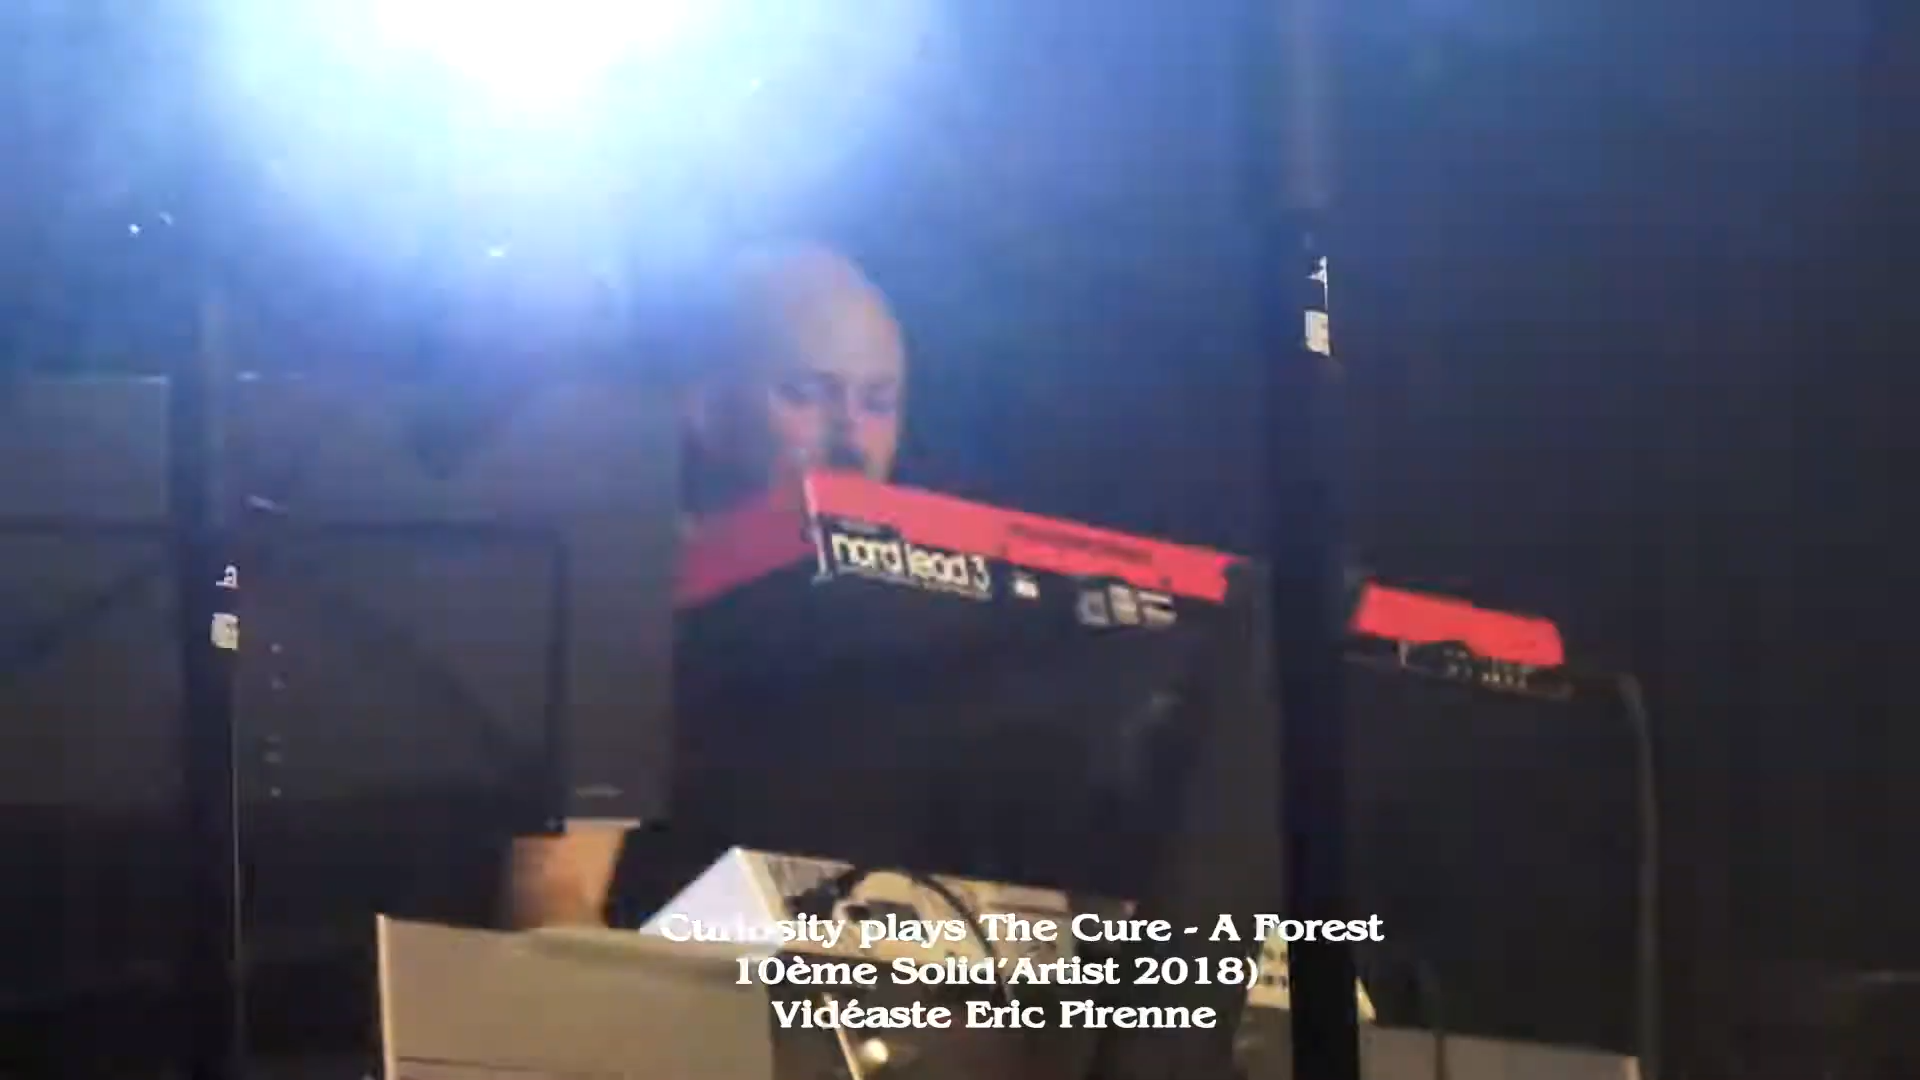 nord lead 3
Curiosity plays The Cure - A Forest
10ème Solid'Artist 2018)
Vidéaste Eric Pirenne